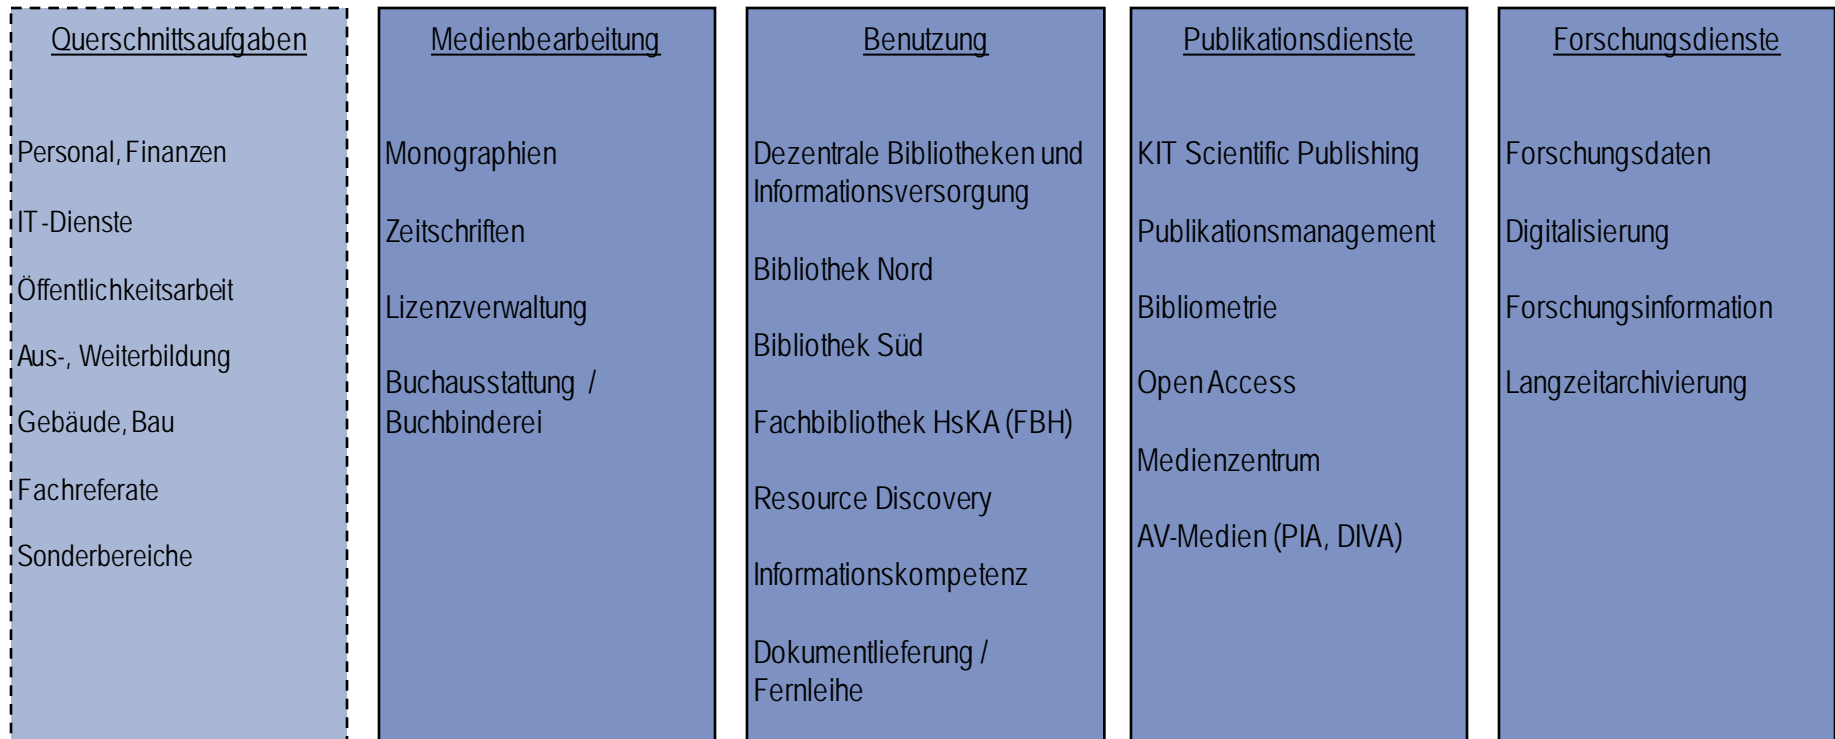 Querschnittsaufgaben
Personal, Finanzen
IT-Dienste
Öffentlichkeitsarbeit
Aus-, Weiterbildung
Gebäude, Bau
Fachreferate
Sonderbereiche
Medienbearbeitung
Monographien
Zeitschriften
Lizenzverwaltung
Buchausstattung /
Buchbinderei
Benutzung
Dezentrale Bibliotheken und
Informationsversorgung
Bibliothek Nord
Bibliothek Süd
Fachbibliothek HsKA (FBH)
Resource Discovery
Informationskompetenz
Dokumentlieferung /
Fernleihe
Publikationsdienste
KIT Scientific Publishing
Publikationsmanagement
Bibliometrie
Open Access
Medienzentrum
AV-Medien (PIA, DIVA)
Forschungsdienste
Forschungsdaten
Digitalisierung
Forschungsinformation
Langzeitarchivierung